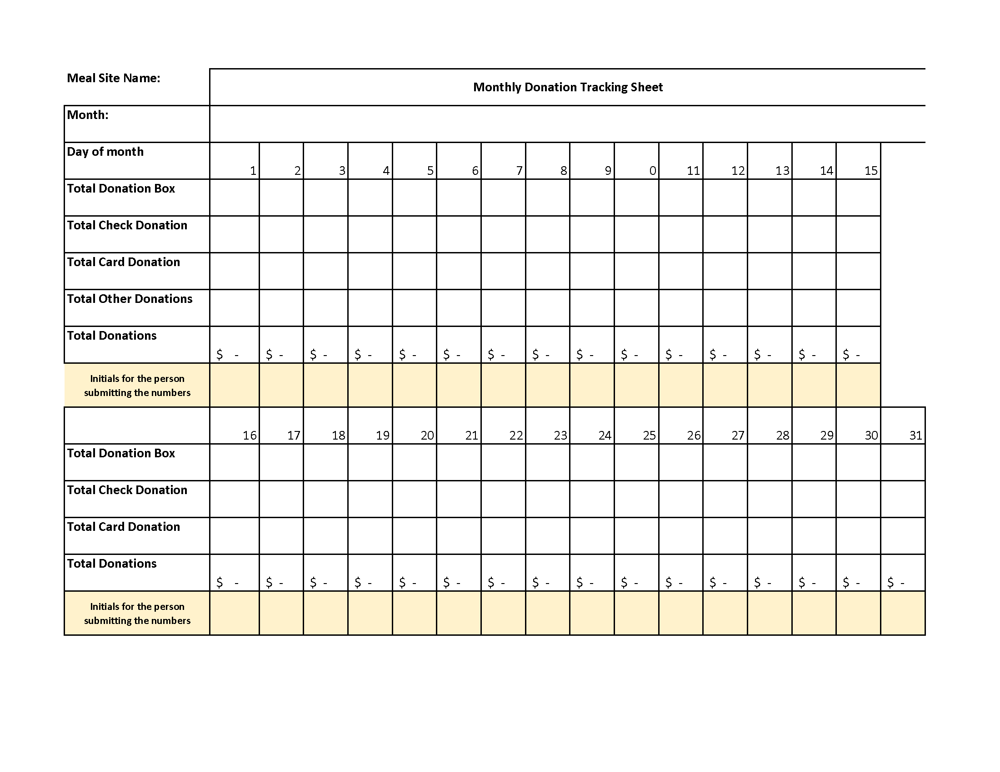 Meal Site Name:
Monthly Donation Tracking Sheet
Month:
Day of month
1 2 3 4 5 6 7 8 9 0 11 12 13 14 15
Total Donation Box
Total Check Donation
Total Card Donation
Total Other Donations
Total Donations
$ - $ - $ - $ - $ - $ - $ - $ - $ - $ - $ - $ - $ - $ - $ -
Initials for the person
submitting the numbers
16 17 18 19 20 21 22 23 24 25 26 27 28 29 30 31
Total Donation Box
Total Check Donation
Total Card Donation
Total Donations
$ - $ - $ - $ - $ - $ - $ - $ - $ - $ - $ - $ - $ - $ - $ - $ -
Initials for the person
submitting the numbers